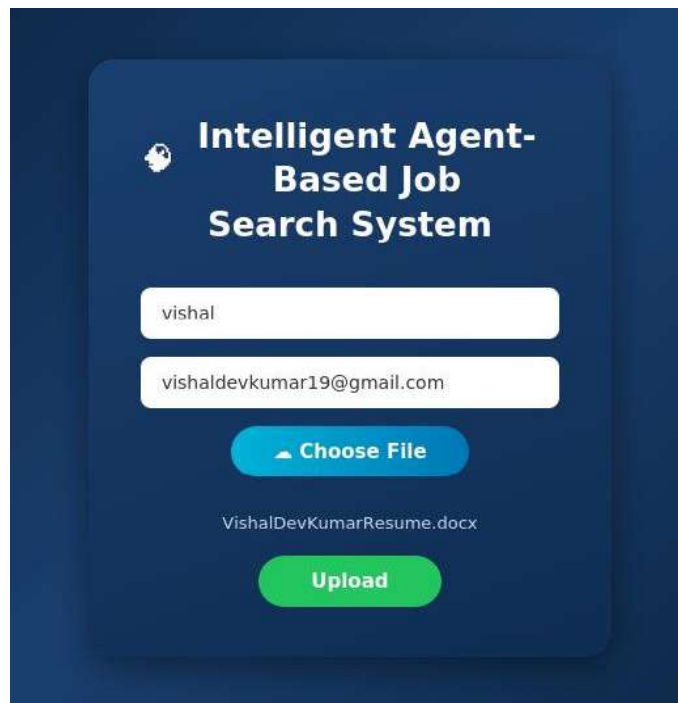 Intelligent Agent-
Based Job
Search System
vishal
vishaldevkumar19@gmail.com
Choose File
VishalDevKumarResume.docx
Upload